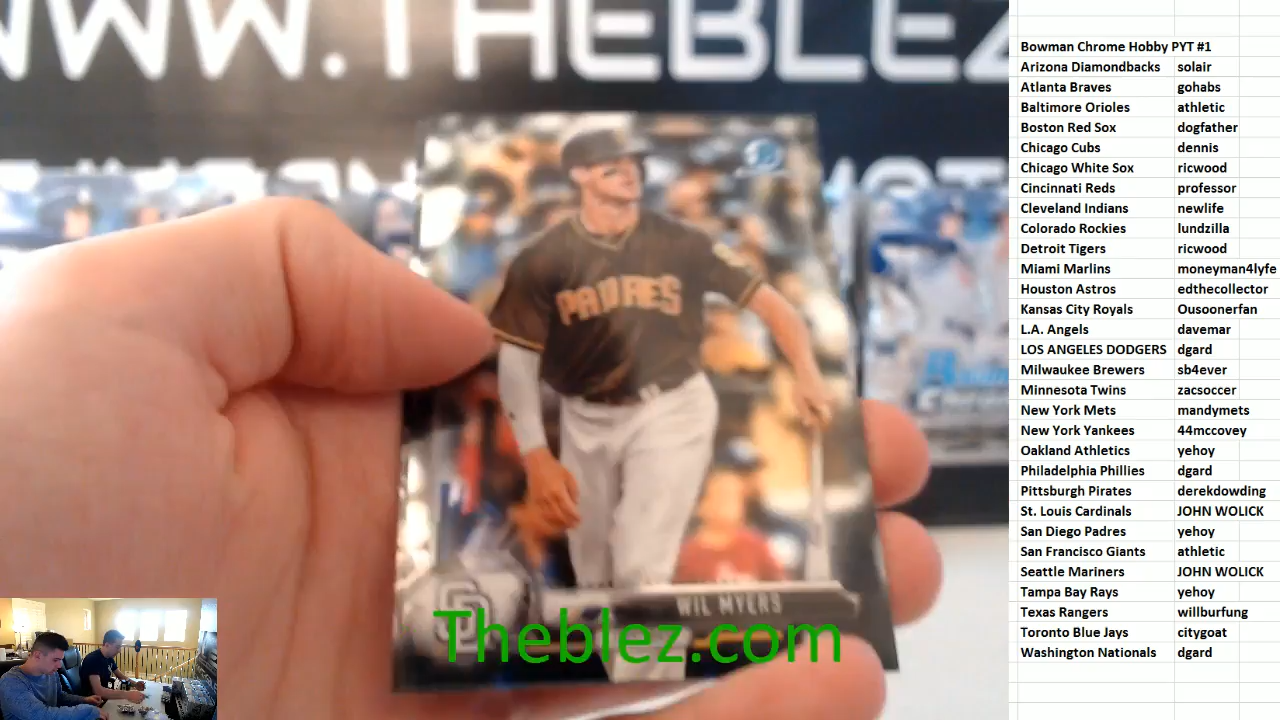 WWW.THEBLEZ
PADRES
WIL MYERS
Theblez.com
Bowman Chrome Hobby PYT #1
Arizona Diamondbacks solair
Atlanta Braves gohabs
Baltimore Orioles athletic
Boston Red Sox dogfather
Chicago Cubs dennis
Chicago White Sox ricwood
Cincinnati Reds professor
Cleveland Indians newlife
Colorado Rockies lundzilla
Detroit Tigers ricwood
Miami Marlins moneyman4lyfe
Houston Astros edthecollector
Kansas City Royals Ousoonerfan
L.A. Angels davemar
LOS ANGELES DODGERS dgard
Milwaukee Brewers sb4ever
Minnesota Twins zacsoccer
New York Mets mandymets
New York Yankees 44mccovey
Oakland Athletics yehoy
Philadelphia Phillies dgard
Pittsburgh Pirates derekdowding
St. Louis Cardinals JOHN WOLICK
San Diego Padres yehoy
San Francisco Giants athletic
Seattle Mariners JOHN WOLICK
Tampa Bay Rays yehoy
Texas Rangers willburfung
Toronto Blue Jays citygoat
Washington Nationals dgard